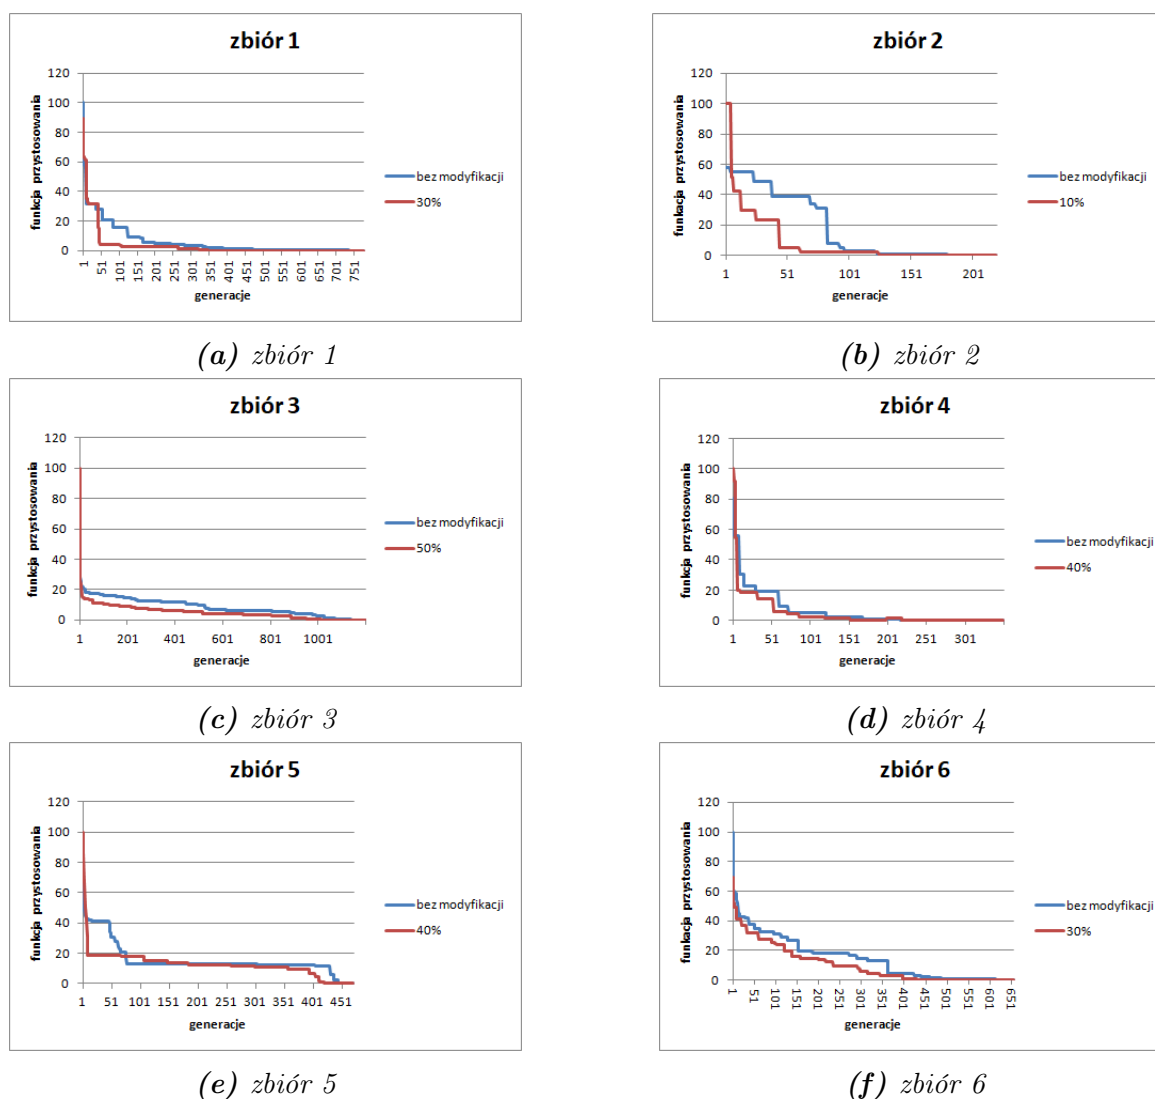 zbiór 1
funkcja przystosowania
120
100
80
60
40
20
0
1 51 101 151 201 251 301 351 401 451 501 551 601 651 701 751
generacje
bez modyfikacji
30%
(a) zbiór 1
zbiór 2
funkacja przystosowania
120
100
80
60
40
20
0
1 51 101 151 201
generacje
bez modyfikacji
10%
(b) zbiór 2
zbiór 3
funkcja przystosowania
120
100
80
60
40
20
0
1 201 401 601 801 1001
generacje
bez modyfikacji
50%
(c) zbiór 3
zbiór 4
funkcja przystosowania
120
100
80
60
40
20
0
1 51 101 151 201 251 301
generacje
bez modyfikacji
40%
(d) zbiór 4
zbiór 5
funkcja przystosowania
120
100
80
60
40
20
0
1 51 101 151 201 251 301 351 401 451
generacje
bez modyfikacji
40%
(e) zbiór 5
zbiór 6
funkacjeł przystosowania
120
100
80
60
40
20
0
1 51 101 151 201 251 301 351 401 451 501 551 601 651
generacje
bez modyfikacji
30%
(f) zbiór 6